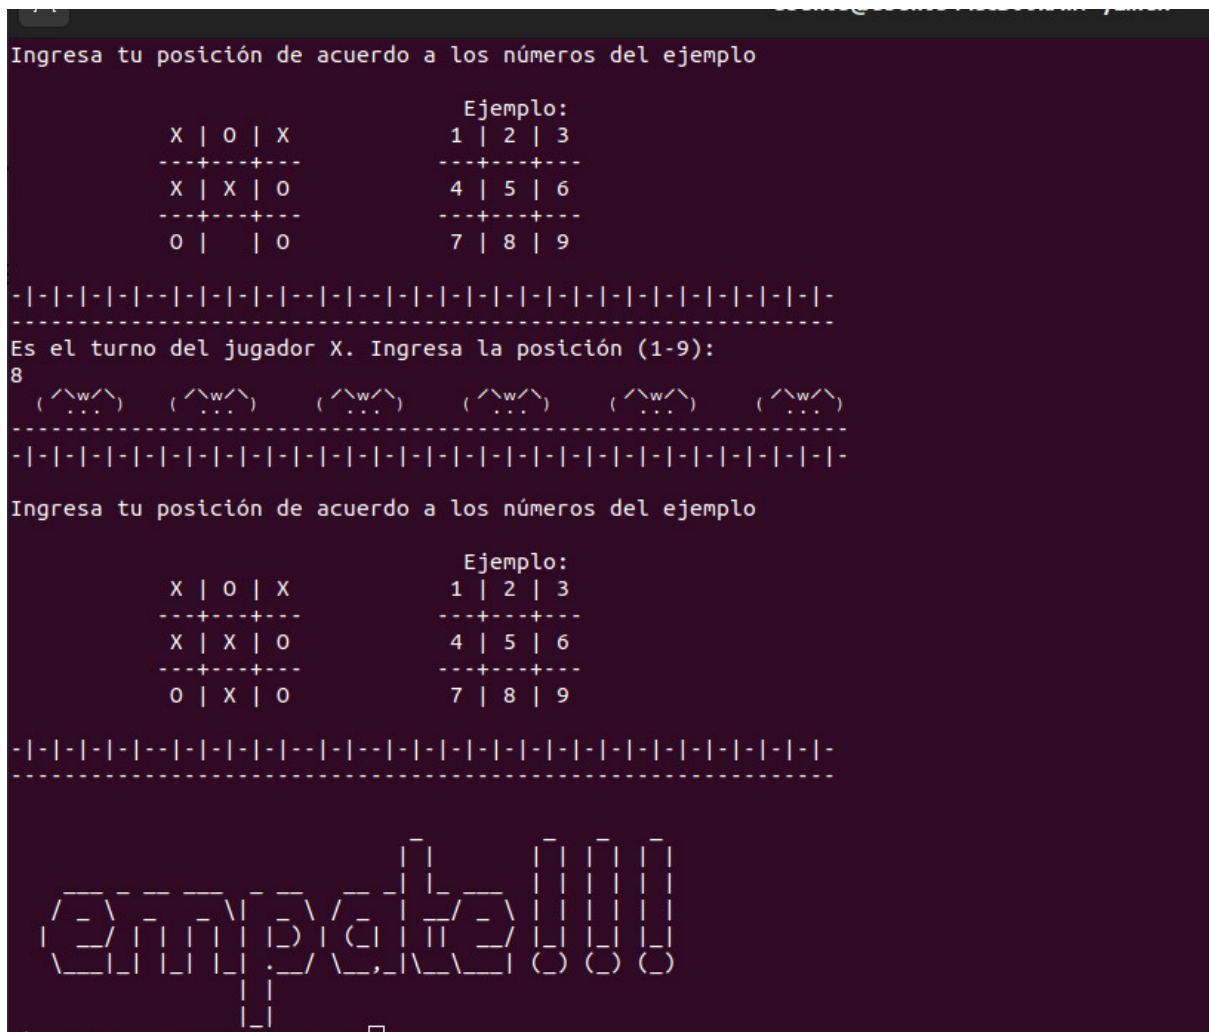 Ingresa tu posición de acuerdo a los números del ejemplo
Ejemplo:
X | O | X 1 | 2 | 3
---+---+--- ---+---+---
X | X | O 4 | 5 | 6
---+---+--- ---+---+---
O |   | O 7 | 8 | 9
-|-|-|-|-|--|-|-|-|-|--|-|--|-|-|-|-|-|-|-|-|-|-|-|-|-|-|-|-|-
--------------------------------------------------------------
Es el turno del jugador X. Ingresa la posición (1-9):
8
-|-|-|-|-|-|-|-|-|-|-|-|-|-|-|-|-|-|-|-|-|-|-|-|-|-|-|-|-|-|-|-
Ingresa tu posición de acuerdo a los números del ejemplo
Ejemplo:
X | O | X 1 | 2 | 3
---+---+--- ---+---+---
X | X | O 4 | 5 | 6
---+---+--- ---+---+---
O | X | O 7 | 8 | 9
-|-|-|-|-|--|-|-|-|-|--|-|--|-|-|-|-|-|-|-|-|-|-|-|-|-|-|-|-|-
--------------------------------------------------------------
empate!!!